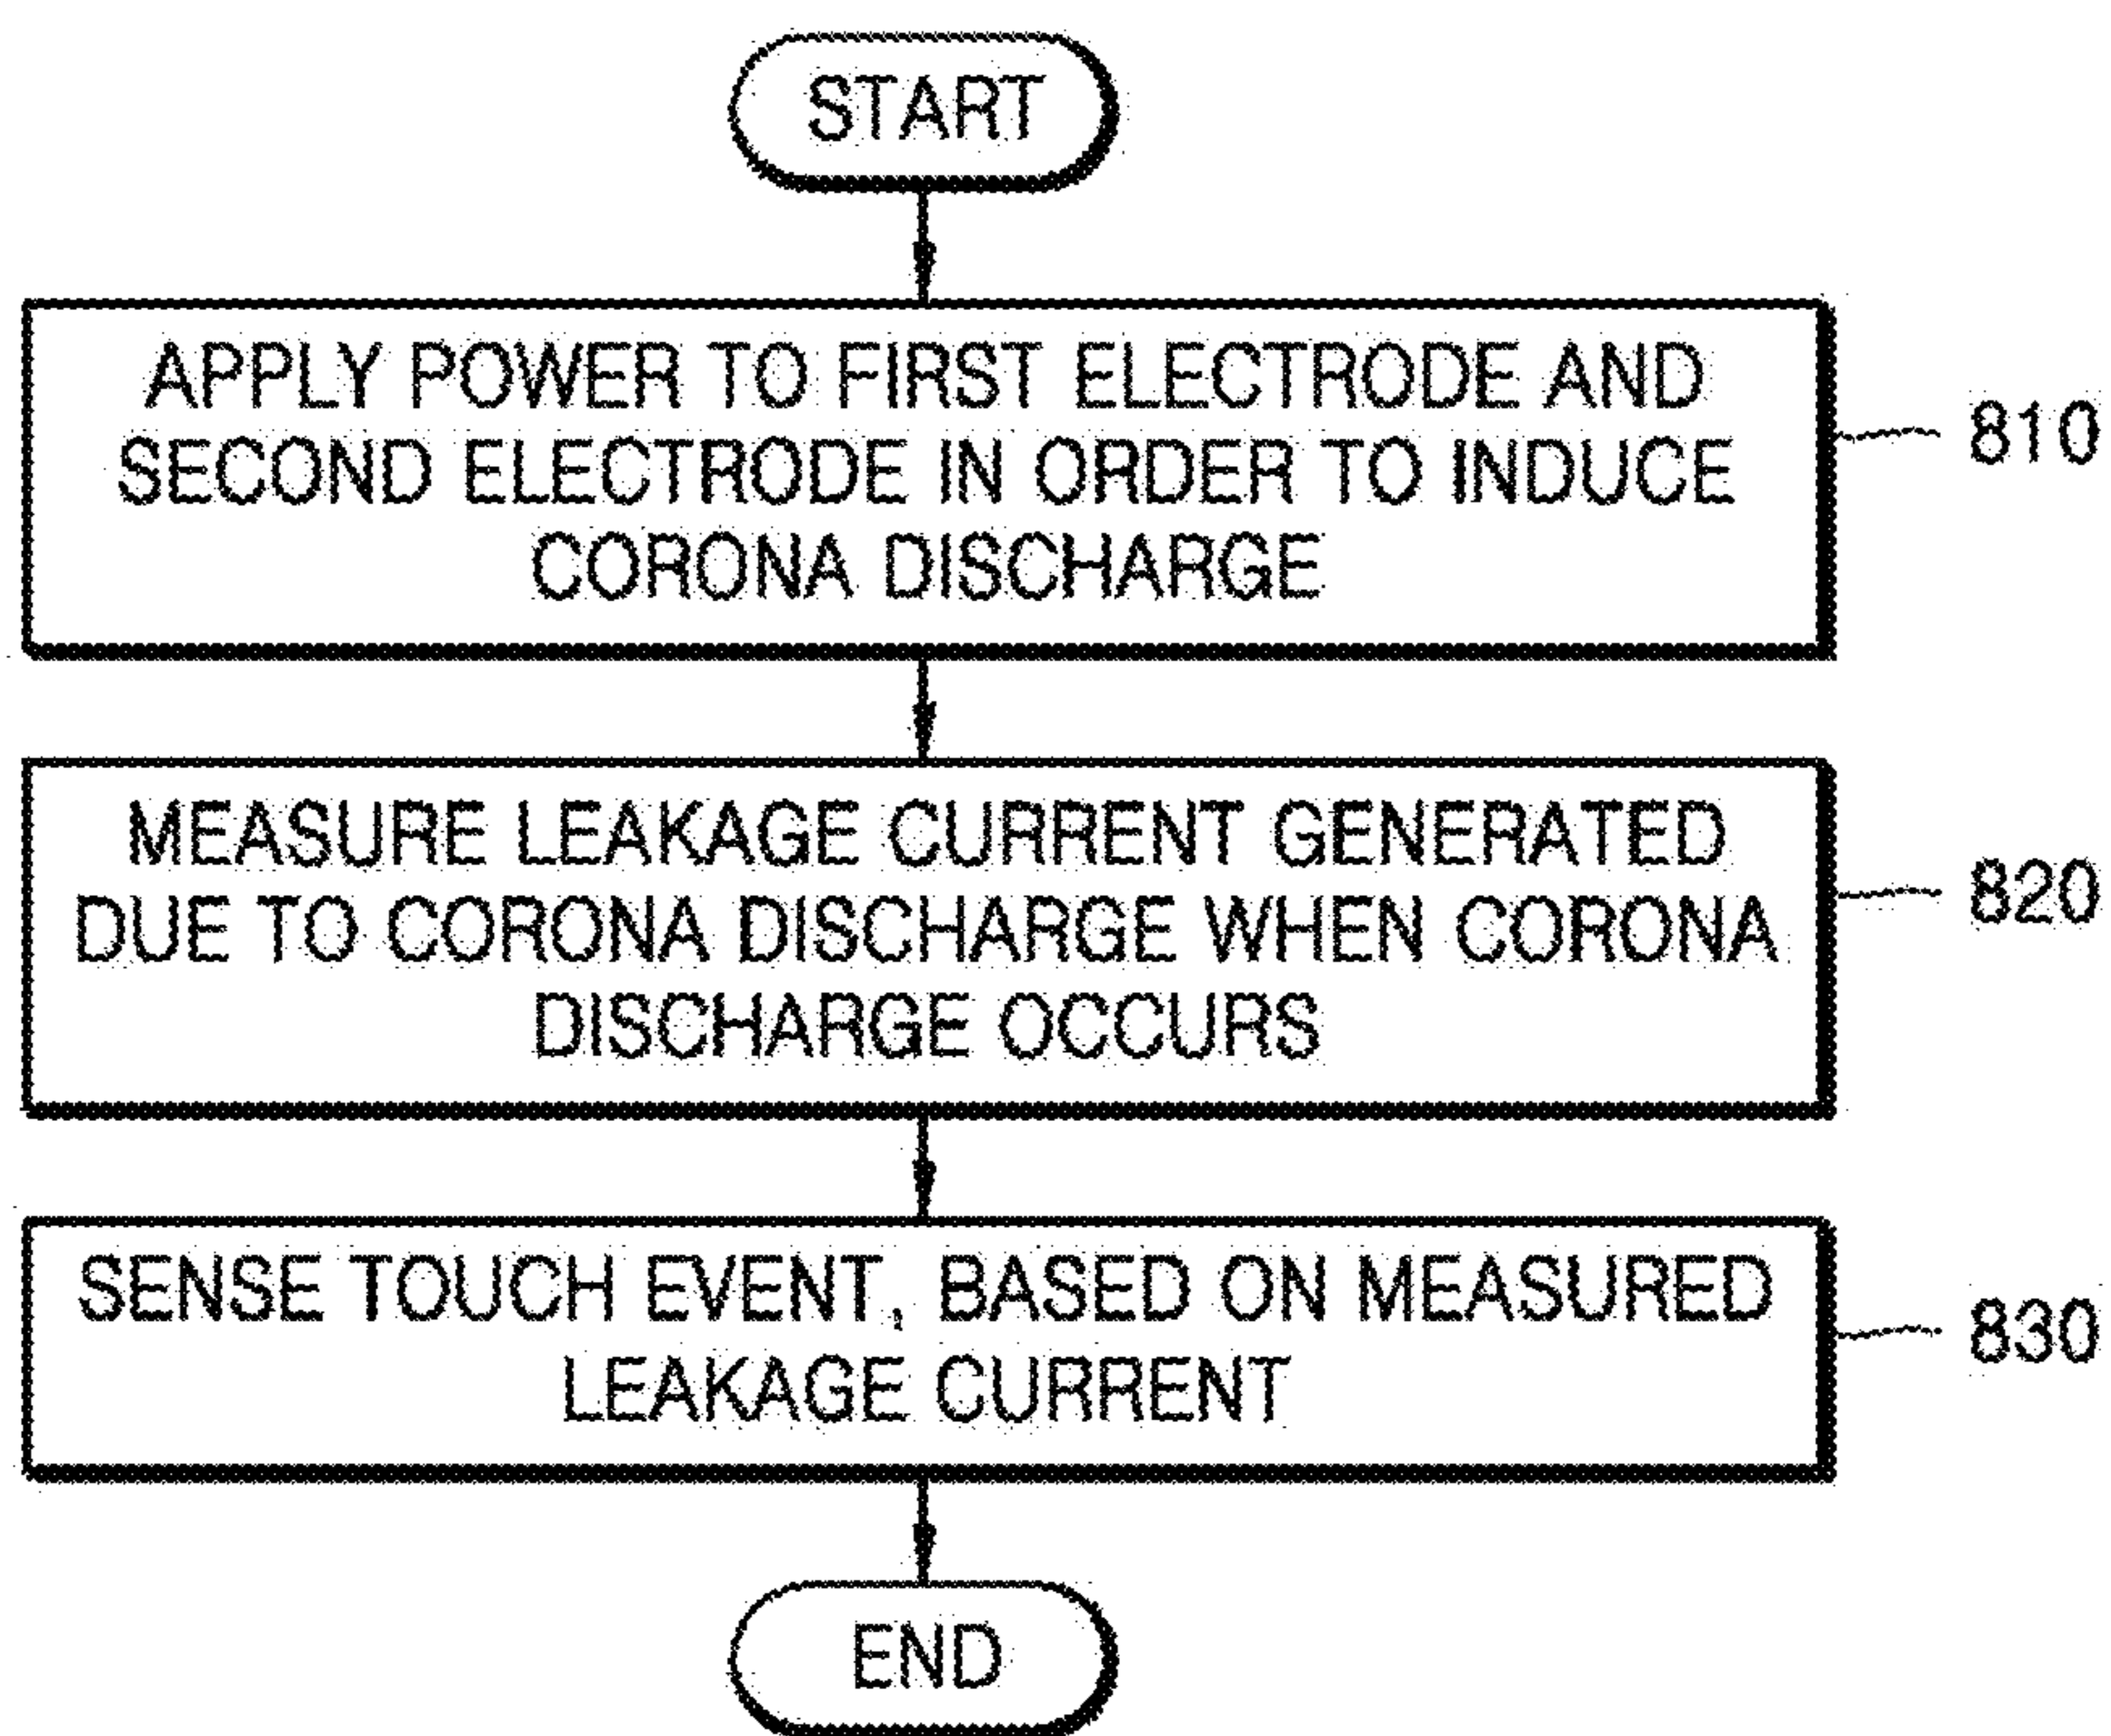 START
APPLY POWER TO FIRST ELECTRODE AND
SECOND ELECTRODE IN ORDER TO INDUCE
CORONA DISCHARGE
810
MEASURE LEAKAGE CURRENT GENERATED
DUE TO CORONA DISCHARGE WHEN CORONA
DISCHARGE OCCURS
820
SENSE TOUCH EVENT, BASED ON MEASURED
LEAKAGE CURRENT
830
END